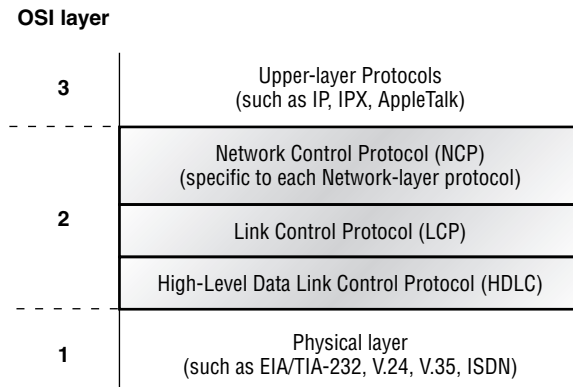 OSI layer
3
Upper-layer Protocols
(such as IP, IPX, AppleTalk)
2
Network Control Protocol (NCP)
(specific to each Network-layer protocol)
Link Control Protocol (LCP)
High-Level Data Link Control Protocol (HDLC)
1
Physical layer
(such as EIA/TIA-232, V.24, V.35, ISDN)